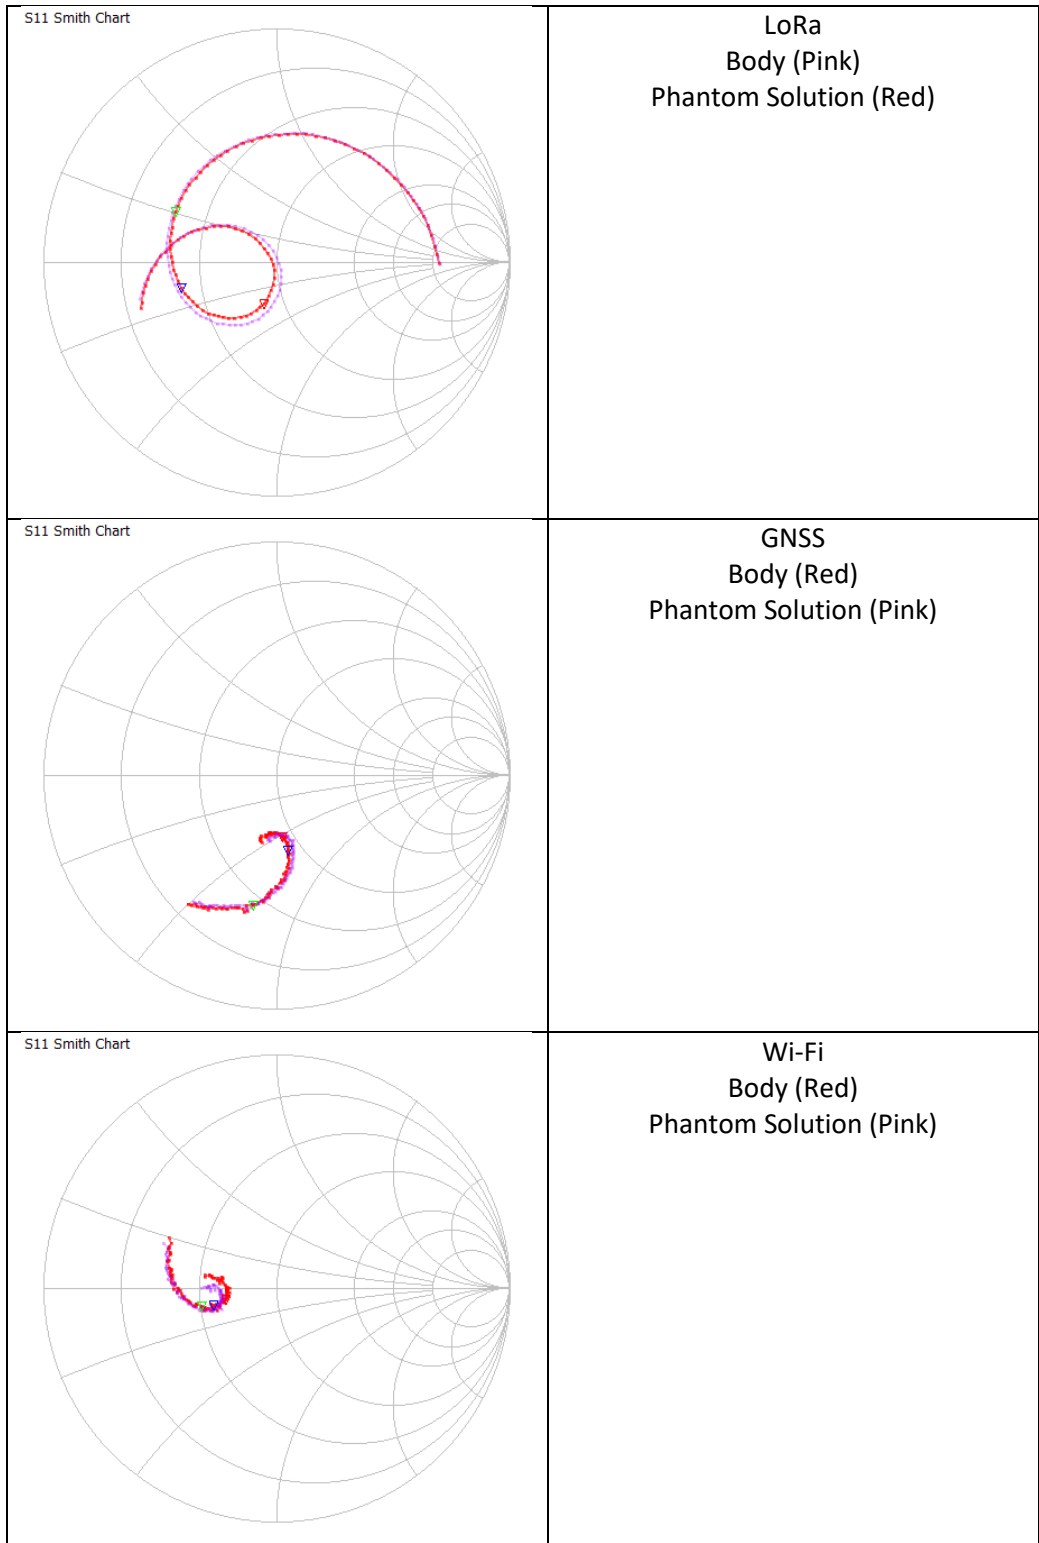 S11 Smith Chart
LoRa
Body (Pink)
Phantom Solution (Red)
S11 Smith Chart
GNSS
Body (Red)
Phantom Solution (Pink)
S11 Smith Chart
Wi-Fi
Body (Red)
Phantom Solution (Pink)